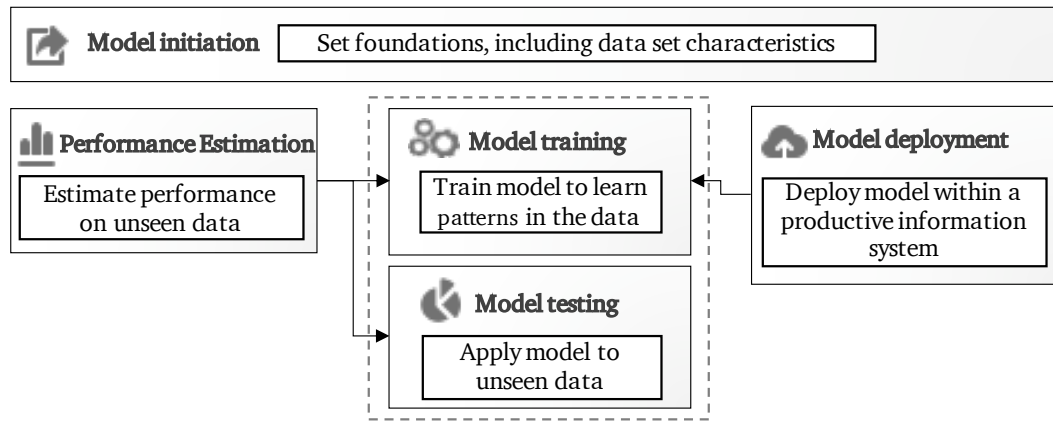 Model initiation
Set foundations, including data set characteristics
Performance Estimation
Estimate performance
on unseen data
Model training
Train model to learn
patterns in the data
Model testing
Apply model to
unseen data
Model deployment
Deploy model within a
productive information
system